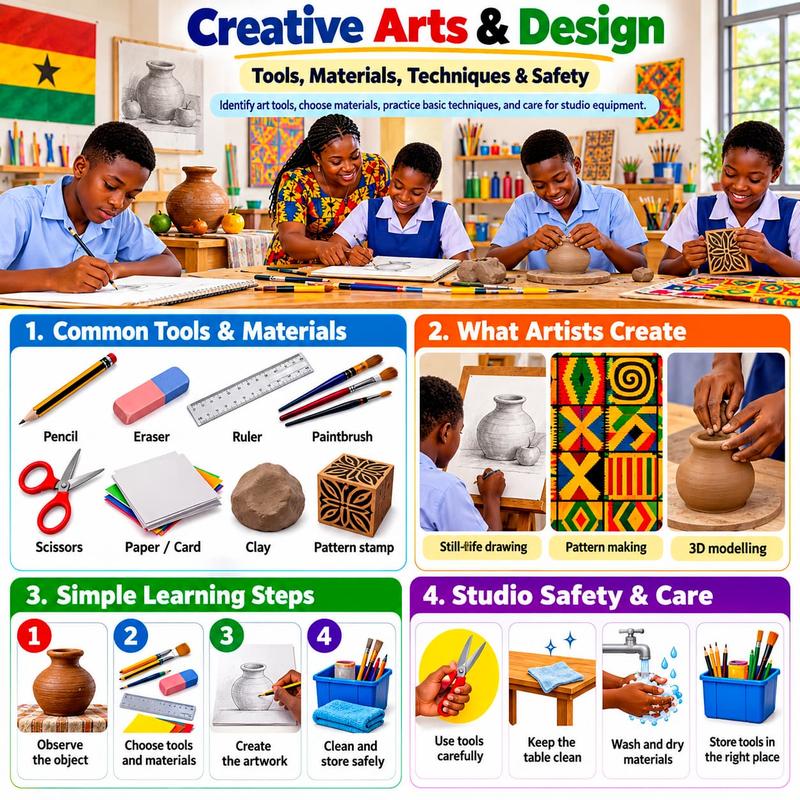 Creative Arts & Design
Tools, Materials, Techniques & Safety
Identify art tools, choose materials, practice basic techniques, and care for studio equipment.
1. Common Tools & Materials
Pencil
Eraser
Ruler
Paintbrush
Scissors
Paper / Card
Clay
Pattern stamp
2. What Artists Create
Still-life drawing
Pattern making
3D modelling
3. Simple Learning Steps
1
Observe
the object
2
Choose tools
and materials
3
Create
the artwork
4
Clean and
store safely
4. Studio Safety & Care
Use tools
carefully
Keep the
table clean
Wash and dry
materials
Store tools in
the right place